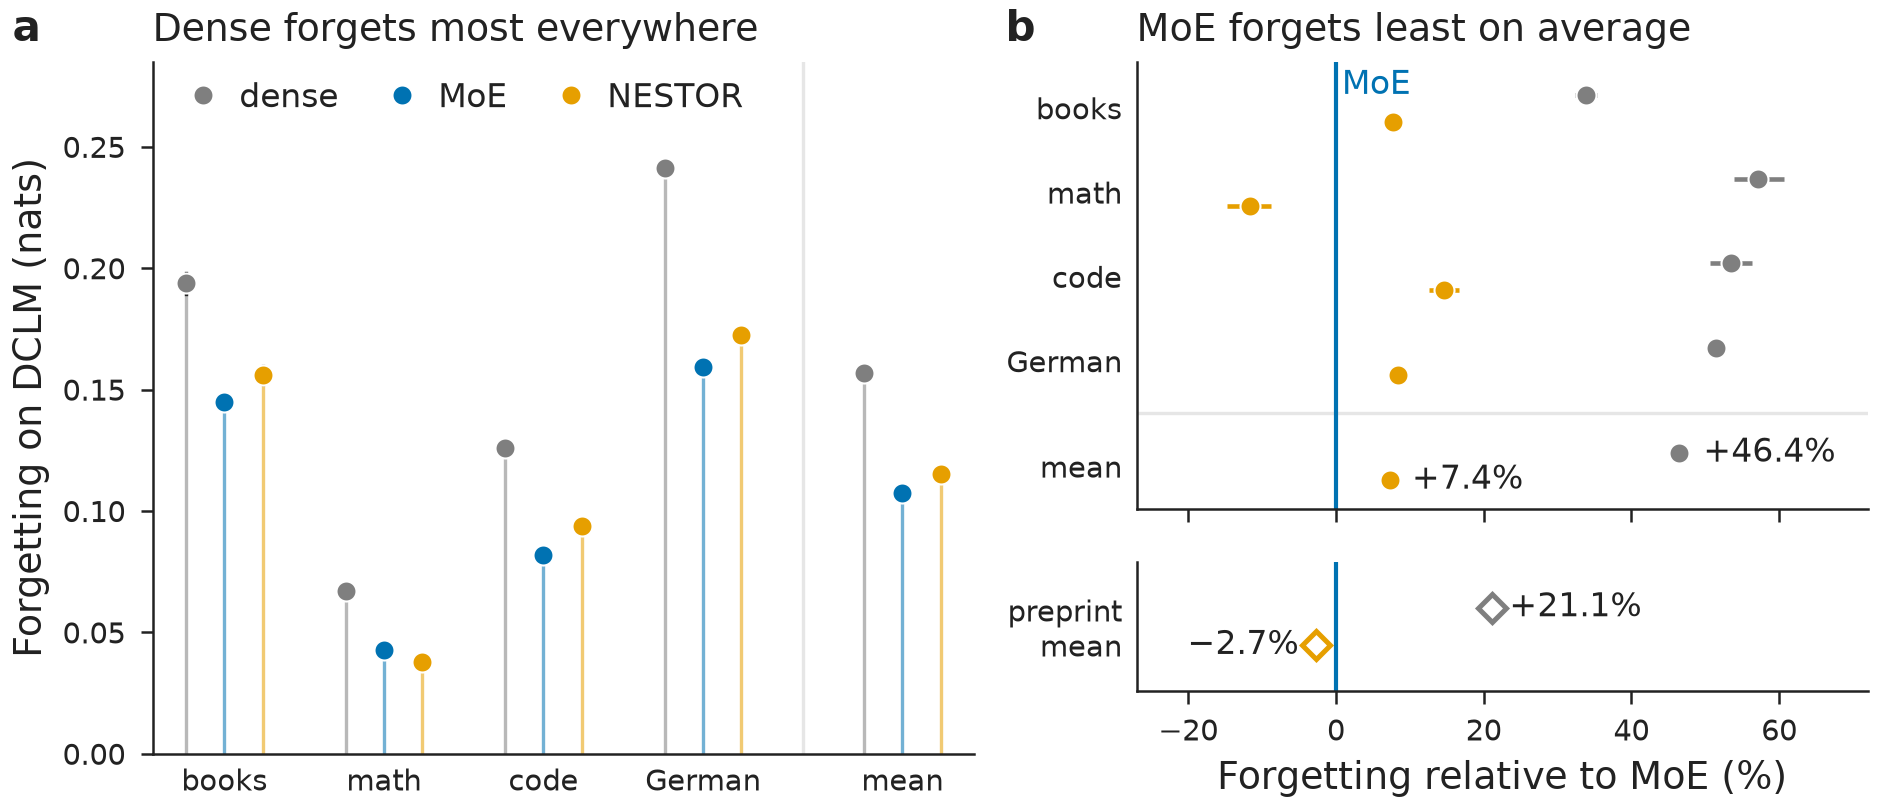 a
Dense forgets most everywhere
dense
MoE
NESTOR
Forgetting on DCLM (nats)
0.25
0.20
0.15
0.10
0.05
0.00
books
math
code
German
mean
b
MoE forgets least on average
MoE
books
math
code
German
mean
+46.4%
+7.4%
preprint
mean
+21.1%
−2.7%
−20
0
20
40
60
Forgetting relative to MoE (%)